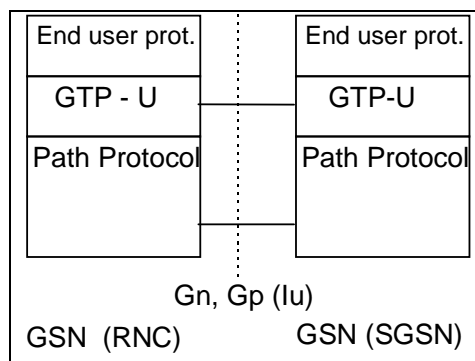 End user prot. End user prot.
GTP - U GTP-U
Path Protocol Path Protocol
Gn, Gp (Iu)
GSN (RNC) GSN (SGSN)